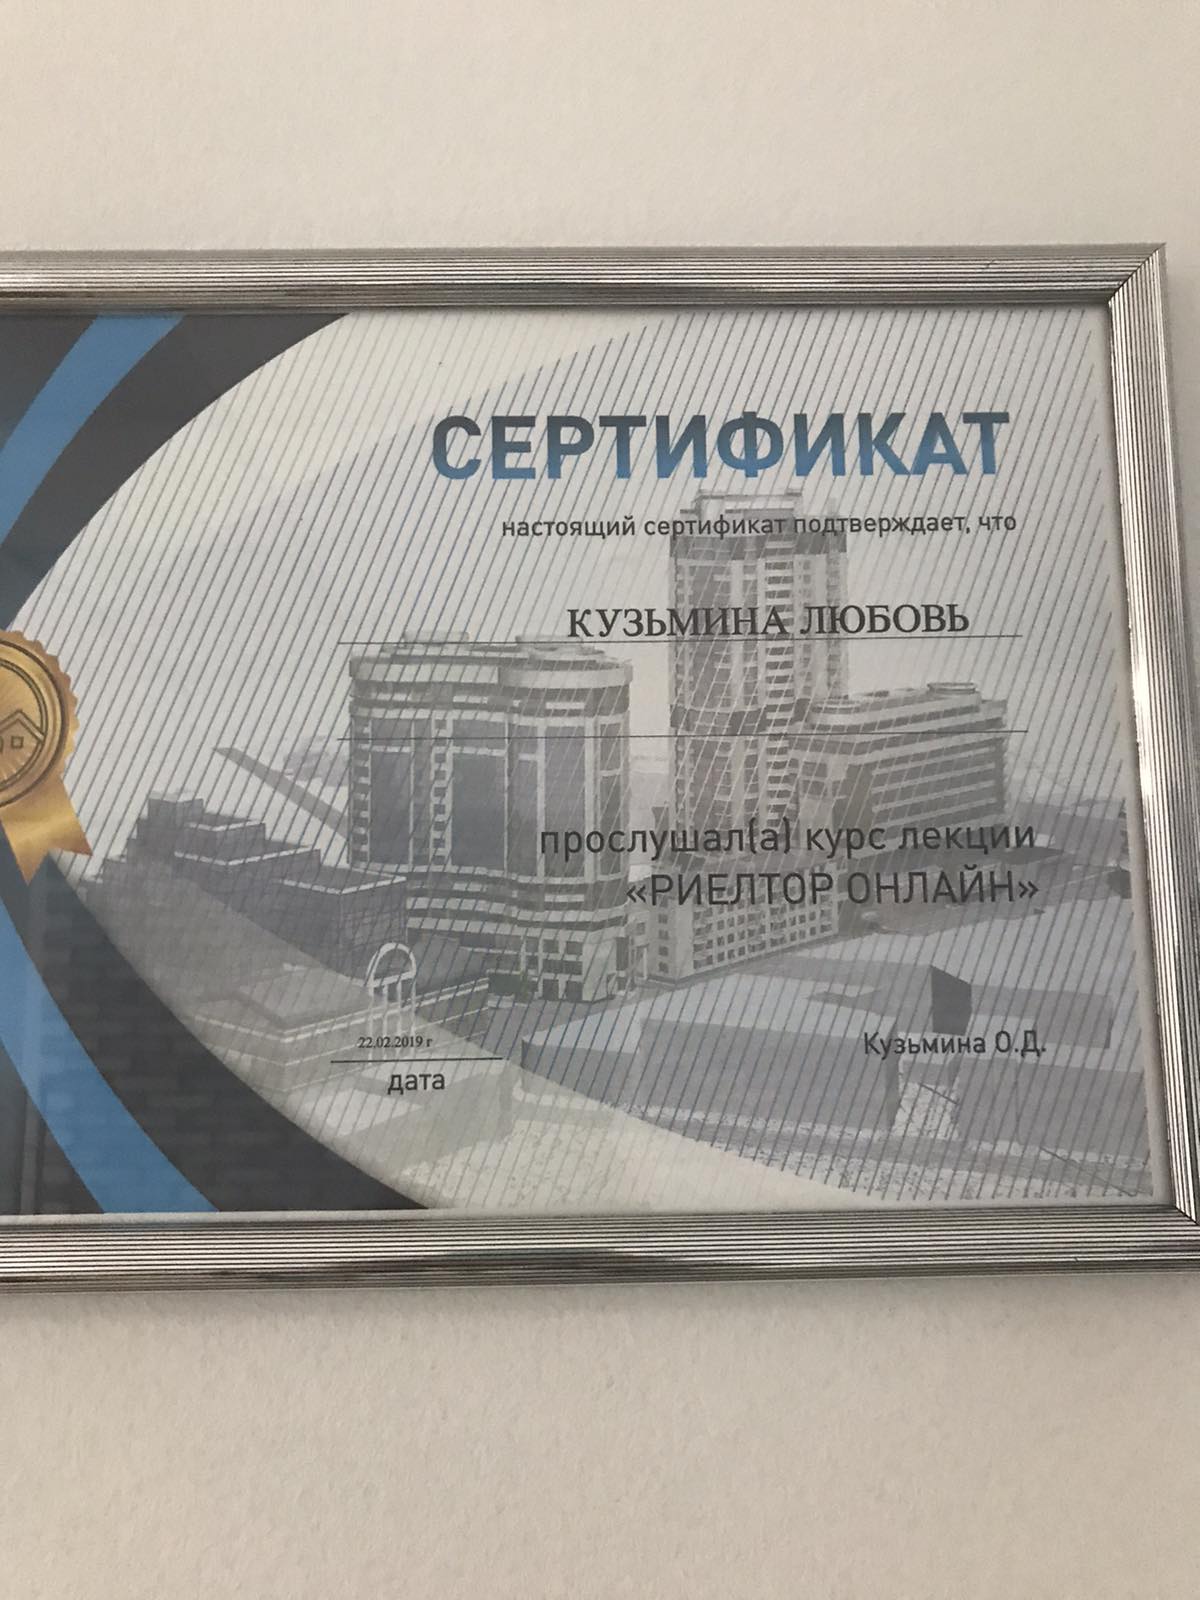 СЕРТИФИКАТ
настоящий сертификат подтверждает, что
КУЗЬМИНА ЛЮБОВЬ
прослушал(а) курс лекции
«РИЕЛТОР ОНЛАЙН»
22.02.2019 г
дата
Кузьмина О.Д.